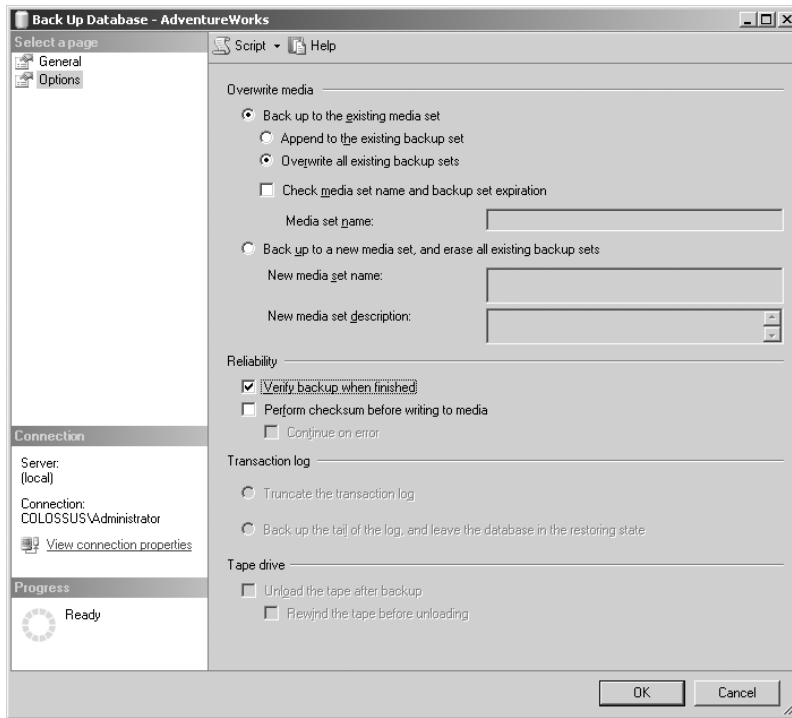 Back Up Database - AdventureWorks
Select a page
General
Options
Script
Help
Overwrite media
Back up to the existing media set
Append to the existing backup set
Overwrite all existing backup sets
Check media set name and backup set expiration
Media set name:
Back up to a new media set, and erase all existing backup sets
New media set name:
New media set description:
Reliability
Verify backup when finished
Perform checksum before writing to media
Continue on error
Transaction log
Truncate the transaction log
Back up the tail of the log, and leave the database in the restoring state
Tape drive
Unload the tape after backup
Rewind the tape before unloading
Connection
Server:
(local)
Connection:
COLOSSUS\Administrator
View connection properties
Progress
Ready
OK
Cancel